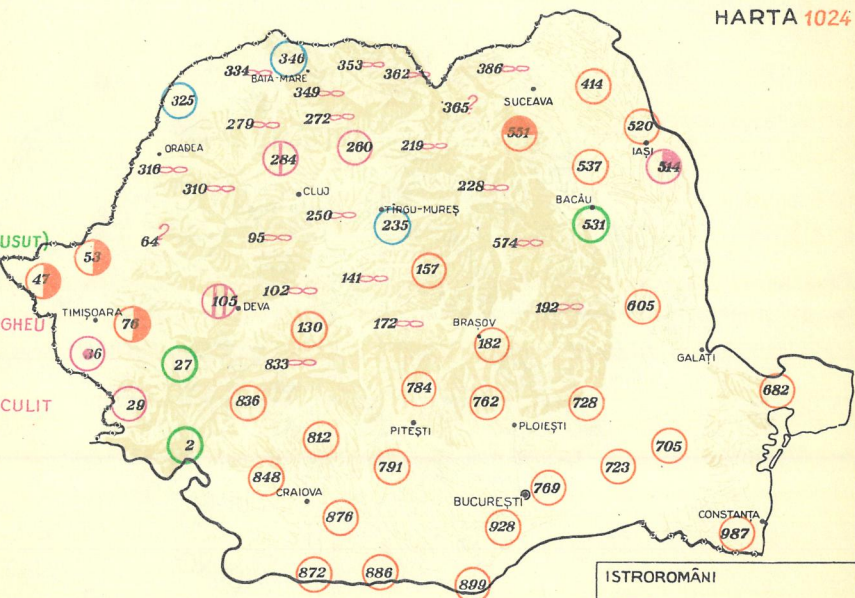 HARTA 1024
346
334
BAIA-MARE
353
362
386
325
349
365?
SUCEAVA
414
279
272
551
520
ORADEA
284
260
219
IAȘI
316
537
514
310
CLUJ
228
250
TÎRGU-MUREȘ
BACĂU
235
531
USUT)
64?
95
574
53
47
157
141
105
102
DEVA
192
605
TIMIȘOARA
GHEU
76
130
172
BRAȘOV
182
36
27
833
GALAȚI
CULIT
29
836
784
762
728
682
PITEȘTI
PLOIEȘTI
2
812
705
848
791
723
CRAIOVA
769
BUCUREȘTI
876
928
CONSTANȚA
987
872
886
899
ISTROROMÂNI